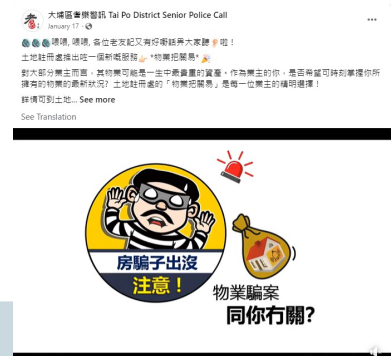 大埔區耆樂警訊 Tai Po District Senior Police Call
January 17 ·
喂喂, 喂喂, 各位老友記又有好嘢話畀大家聽啦！
土地註冊處推出咗一個新嘅服務 "物業把關易"
對大部分業主而言，其物業可能是一生中最貴重的資產。作為業主的你，是否希望可時刻掌握你所
擁有的物業的最新狀況? 土地註冊處的「物業把關易」是每一位業主的精明選擇！
詳情可到土地... See more
See Translation
房騙子出沒
注意！
物業騙案
同你冇關?